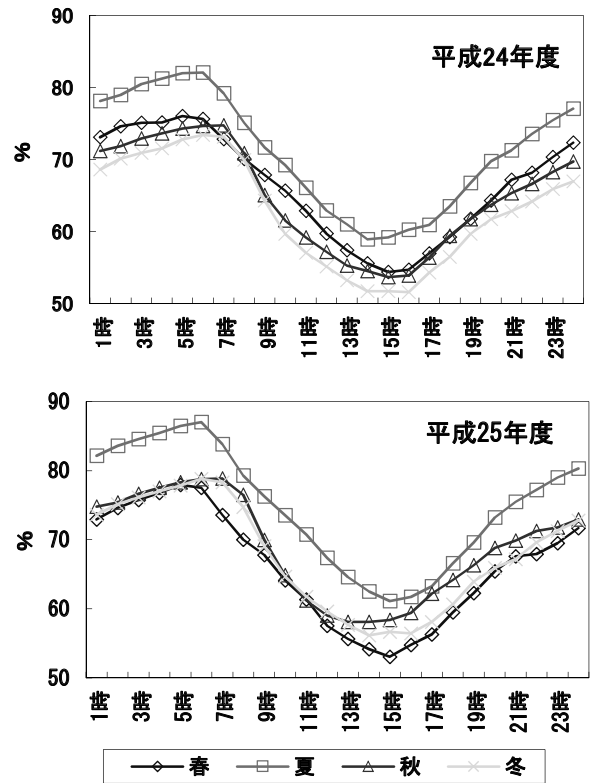 平成24年度
90
80
70
60
50
%
1時
3時
5時
7時
9時
11時
13時
15時
17時
19時
21時
23時
平成25年度
90
80
70
60
50
%
1時
3時
5時
7時
9時
11時
13時
15時
17時
19時
21時
23時
春 夏 秋 冬